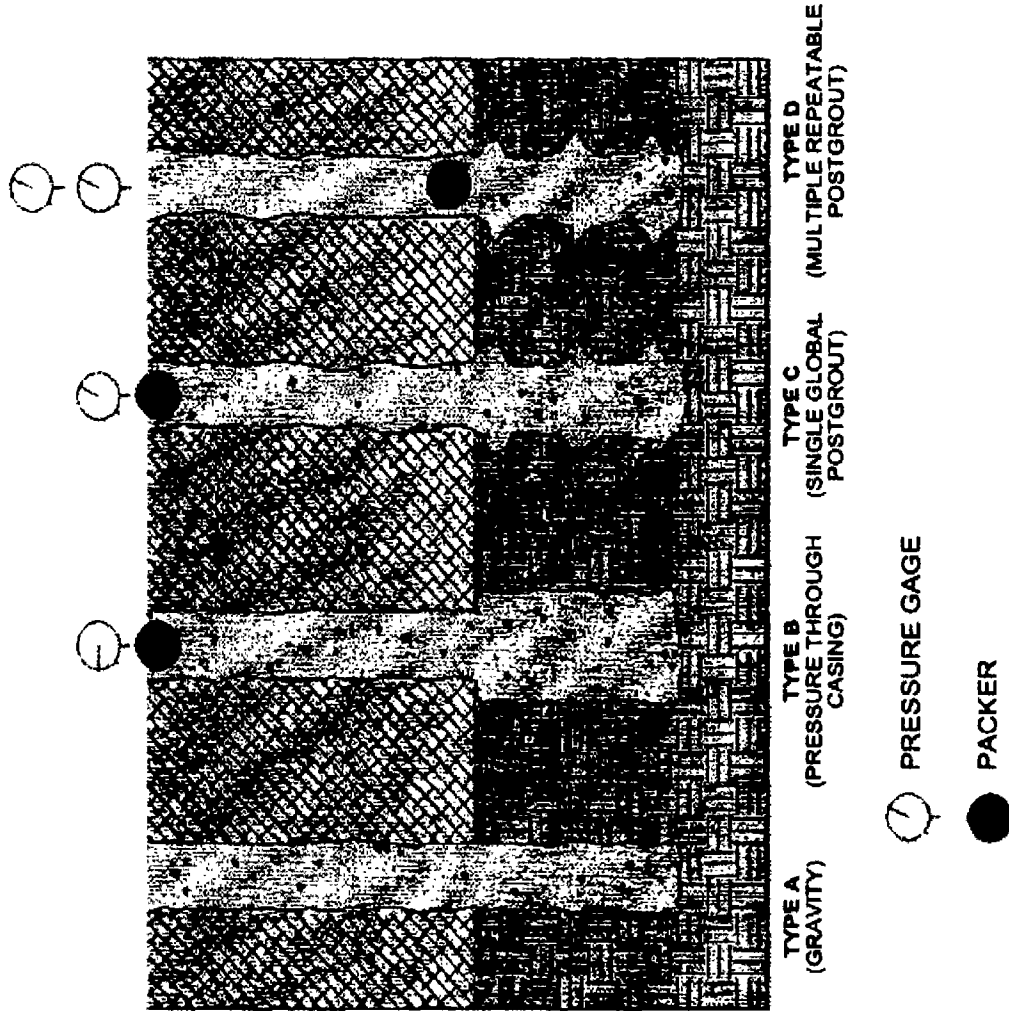 TYPE A
(GRAVITY)
TYPE B
(PRESSURE THROUGH
CASING)
TYPE C
(SINGLE GLOBAL
POSTGROUT)
TYPE D
(MULTIPLE REPEATABLE
POSTGROUT)
PRESSURE GAGE
PACKER